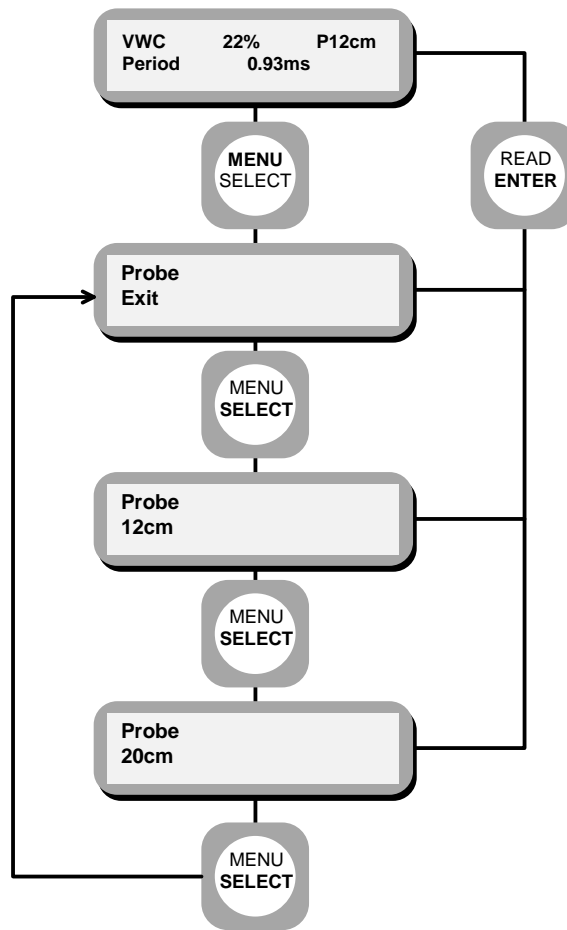 VWC 22% P12cm
Period 0.93ms
MENU
SELECT
READ
ENTER
Probe
Exit
MENU
SELECT
Probe
12cm
MENU
SELECT
Probe
20cm
MENU
SELECT